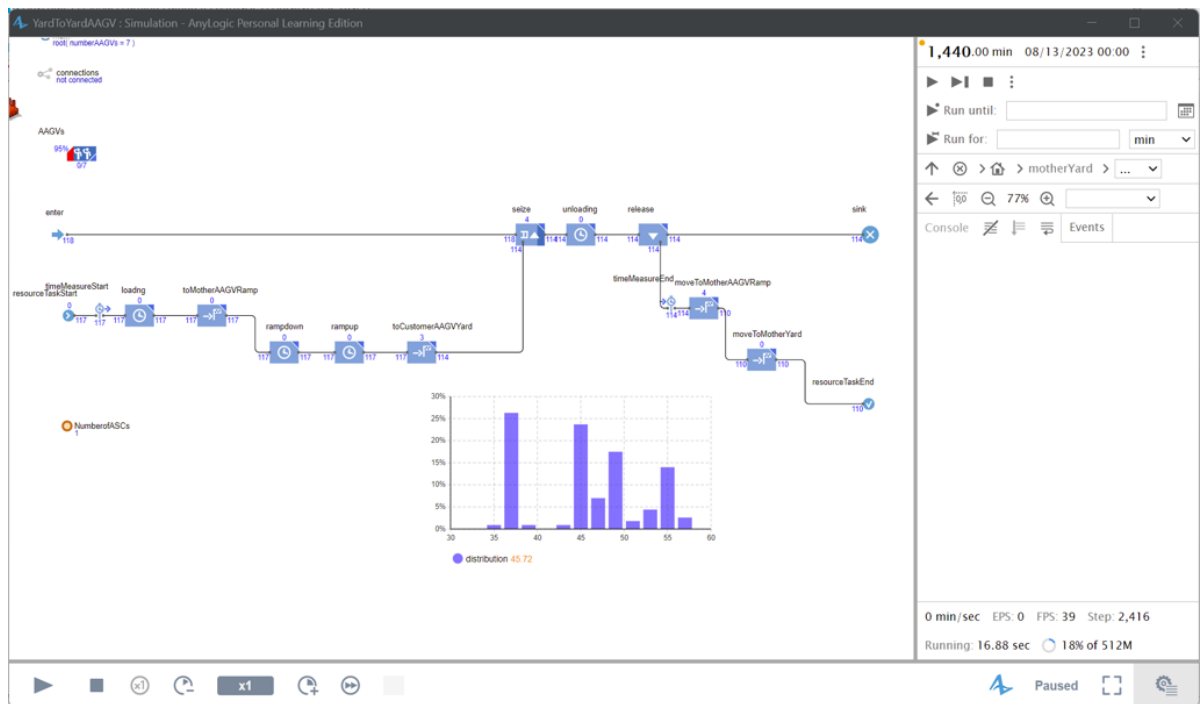 YardToYardAAGV : Simulation - AnyLogic Personal Learning Edition
root( numberAAGVs = 7 )
connections
not connected
AAGVs
95%
0/7
enter
118
seize
4
118
114
114
unloading
0
114
114
release
114
114
114
sink
114
resourceTaskStart
0
117
timeMeasureStart
117
loadng
0
117
117
toMotherAAGVRamp
0
117
117
rampdown
0
117
117
rampup
0
117
117
toCustomerAAGVYard
3
117
114
timeMeasureEnd
114
moveToMotherAAGVRamp
4
114
110
moveToMotherYard
0
110
110
resourceTaskEnd
110
NumberofASCs
1
30%
25%
20%
15%
10%
5%
0%
30 35 40 45 50 55 60
distribution 45.72
1,440.00 min 08/13/2023 00:00
Run until:
Run for: min
motherYard ...
77%
Console Events
0 min/sec EPS: 0 FPS: 39 Step: 2,416
Running: 16.88 sec 18% of 512M
x1 x1 Paused